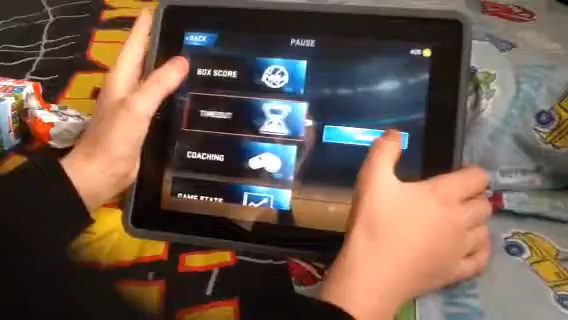 BACK
PAUSE
BOX SCORE
TIMEOUT
COACHING
GAME STATS